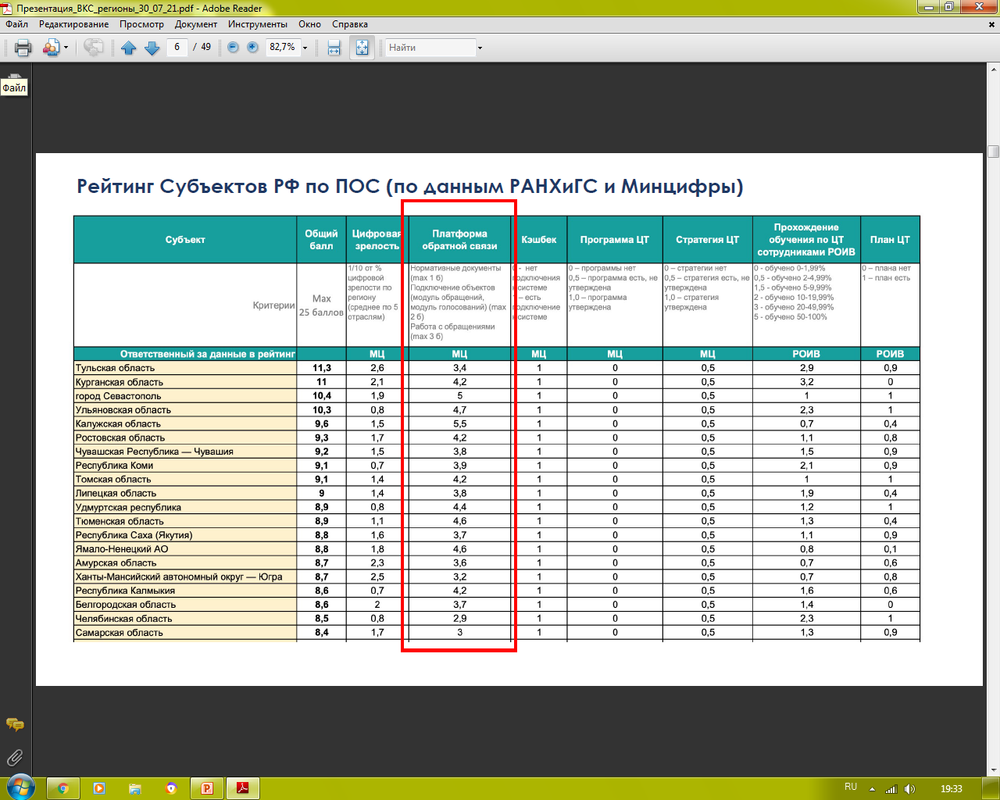 Презентация_ВКС_регионы_30_07_21.pdf - Adobe Reader
Файл Редактирование Просмотр Документ Инструменты Окно Справка
6 / 49 82,7% Найти
Файл
Рейтинг Субъектов РФ по ПОС (по данным РАНХиГС и Минцифры)
Субъект
Общий
балл
Цифровая
зрелость
Платформа
обратной связи
Кэшбек
Программа ЦТ
Стратегия ЦТ
Прохождение
обучения по ЦТ
сотрудниками РОИВ
План ЦТ
Критерии
Max
25 баллов
1/10 от %
цифровой
зрелости по
региону
(среднее по 5
отраслям)
Нормативные документы
(max 1 б)
Подключение объектов
(модуль обращений,
модуль голосований) (max
2 б)
Работа с обращениями
(max 3 б)
- нет
подключения
системе
– есть
подключение
системе
0 – программы нет
0,5 – программа есть, не
утверждена
1,0 – программа
утверждена
0 – стратегии нет
0,5 – стратегия есть, не
утверждена
1,0 – стратегия
утверждена
0 - обучено 0-1,99%
0,5 - обучено 2-4,99%
1,5 - обучено 5-9,99%
2 - обучено 10-19,99%
3 - обучено 20-49,99%
5 - обучено 50-100%
0 – плана нет
1 – план есть
Ответственный за данные в рейтинг МЦ МЦ МЦ МЦ МЦ РОИВ РОИВ
Тульская область 11,3 2,6 3,4 1 0 0,5 2,9 0,9
Курганская область 11 2,1 4,2 1 0 0,5 3,2 0
город Севастополь 10,4 1,9 5 1 0 0,5 1 1
Ульяновская область 10,3 0,8 4,7 1 0 0,5 2,3 1
Калужская область 9,6 1,5 5,5 1 0 0,5 0,7 0,4
Ростовская область 9,3 1,7 4,2 1 0 0,5 1,1 0,8
Чувашская Республика — Чувашия 9,2 1,5 3,8 1 0 0,5 1,5 0,9
Республика Коми 9,1 0,7 3,9 1 0 0,5 2,1 0,9
Томская область 9,1 1,4 4,2 1 0 0,5 1 1
Липецкая область 9 1,4 3,8 1 0 0,5 1,9 0,4
Удмуртская республика 8,9 0,8 4,4 1 0 0,5 1,2 1
Тюменская область 8,9 1,1 4,6 1 0 0,5 1,3 0,4
Республика Саха (Якутия) 8,8 1,6 3,7 1 0 0,5 1,1 0,9
Ямало-Ненецкий АО 8,8 1,8 4,6 1 0 0,5 0,8 0,1
Амурская область 8,7 2,3 3,6 1 0 0,5 0,7 0,6
Ханты-Мансийский автономный округ — Югра 8,7 2,5 3,2 1 0 0,5 0,7 0,8
Республика Калмыкия 8,6 0,7 4,2 1 0 0,5 1,6 0,6
Белгородская область 8,6 2 3,7 1 0 0,5 1,4 0
Челябинская область 8,5 0,8 2,9 1 0 0,5 2,3 1
Самарская область 8,4 1,7 3 1 0 0,5 1,3 0,9
RU 19:33